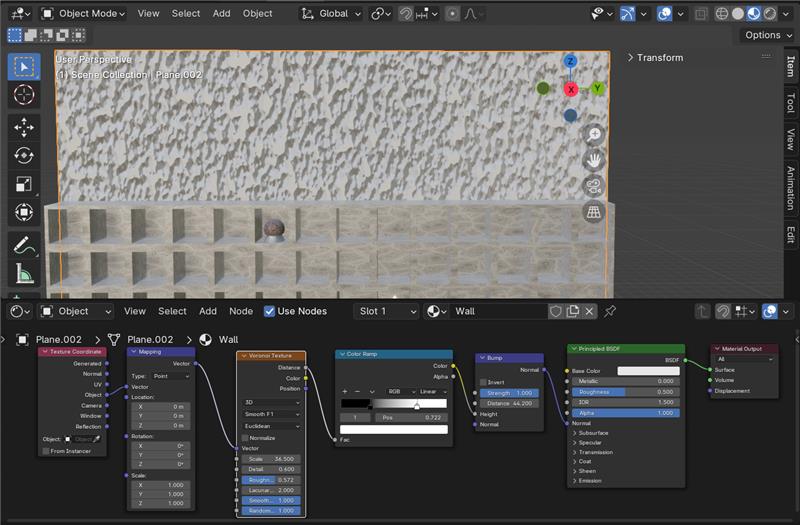 Object Mode View Select Add Object Global
Options
User Perspective
(1) Scene Collection | Plane.002
Transform
Z
Y
X
Item
Tool
View
Animation
Edit
Object View Select Add Node Use Nodes Slot 1 Wall
Plane.002 Plane.002 Wall
Texture Coordinate
Generated
Normal
UV
Object
Camera
Window
Reflection
Object: Object
From Instancer
Mapping
Vector
Type: Point
Vector
Location:
X 0 m
Y 0 m
Z 0 m
Rotation:
X 0°
Y 0°
Z 0°
Scale:
X 1.000
Y 1.000
Z 1.000
Voronoi Texture
Distance
Color
Position
3D
Smooth F1
Euclidean
Normalize
Vector
Scale 36.500
Detail 0.600
Roughn... 0.572
Lacunar... 2.000
Smooth... 1.000
Random... 1.000
Color Ramp
Color
Alpha
RGB Linear
1 Pos 0.722
Fac
Bump
Normal
Invert
Strength 1.000
Distance 44.200
Height
Normal
Principled BSDF
BSDF
Base Color
Metallic 0.000
Roughness 0.500
IOR 1.500
Alpha 1.000
Normal
Subsurface
Specular
Transmission
Coat
Sheen
Emission
Material Output
All
Surface
Volume
Displacement